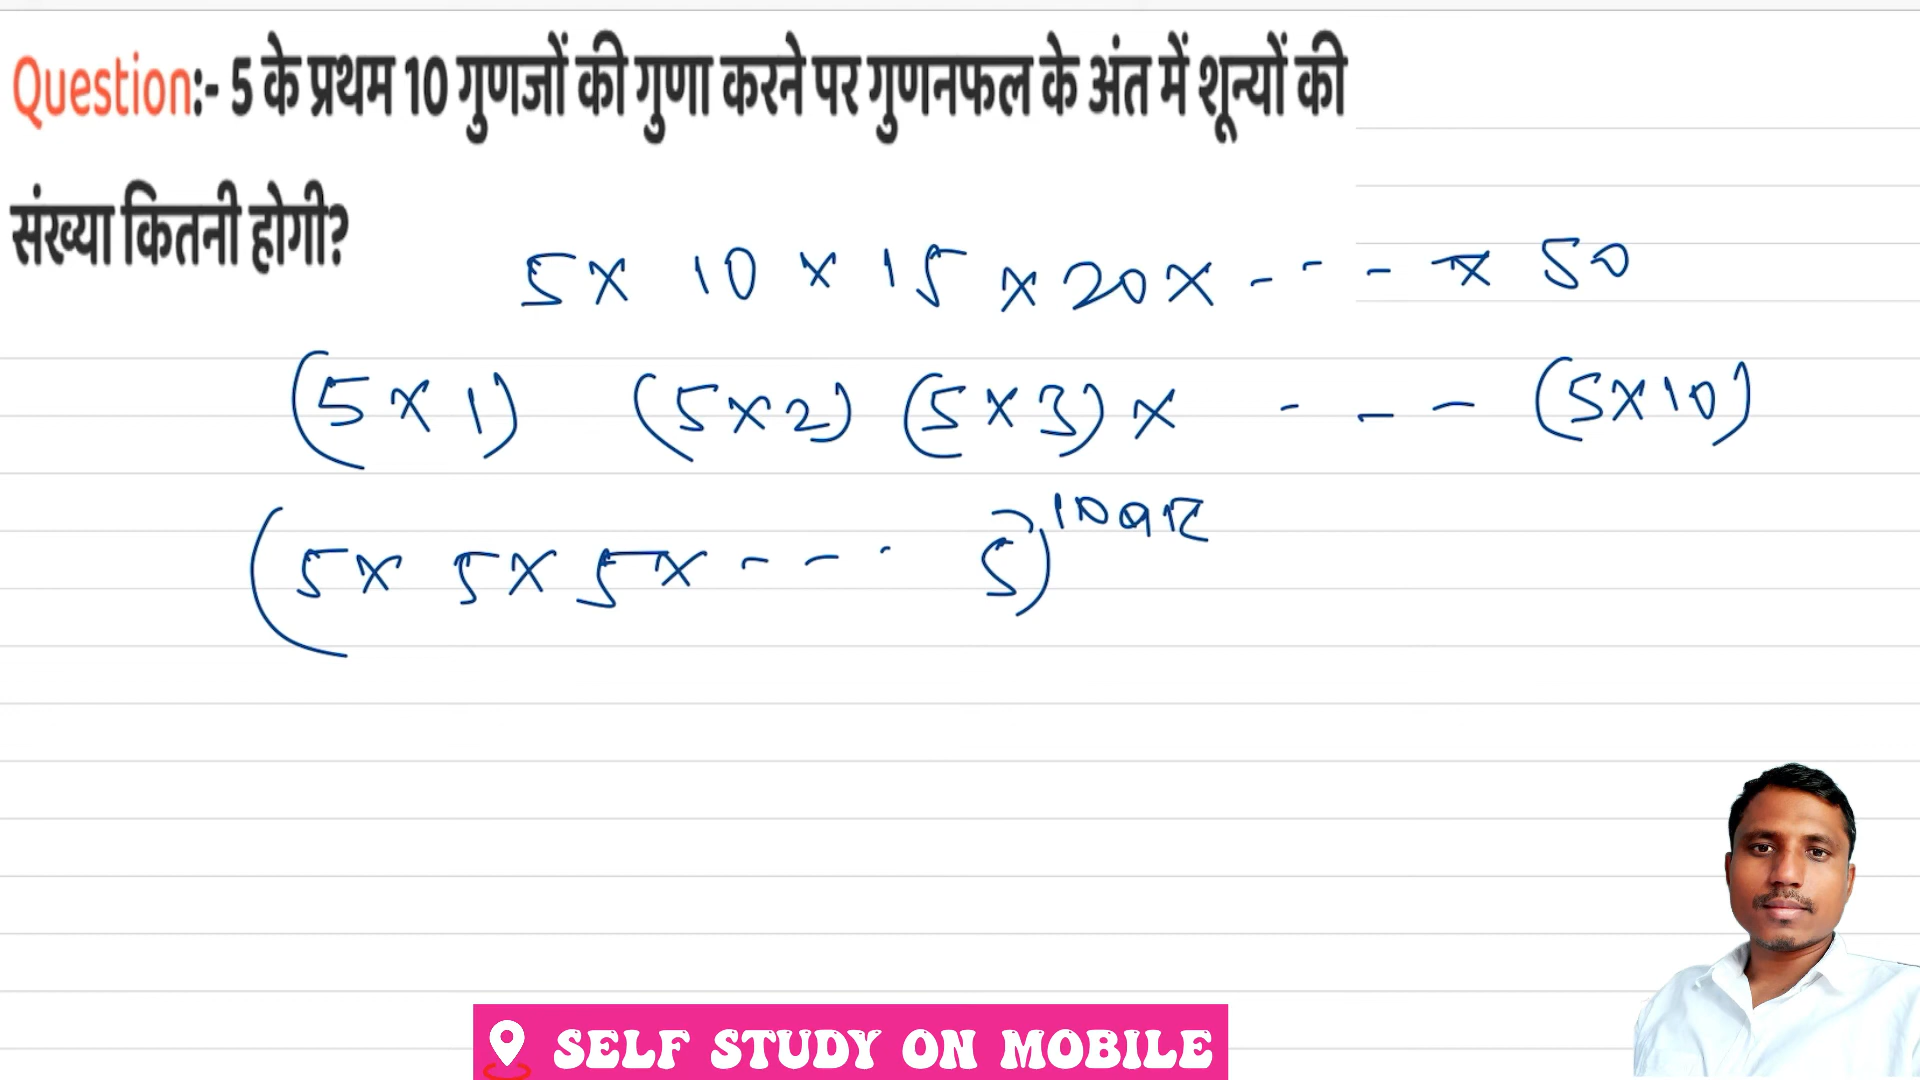 Question:- 5 के प्रथम 10 गुणजों की गुणा करने पर गुणनफल के अंत में शून्यों की
संख्या कितनी होगी?
5 x 10 x 15 x 20 x - - - x 50
(5 x 1) (5 x 2) (5 x 3) x - - - (5 x 10)
(5 x 5 x 5 x - - - 5) 10 बार
SELF STUDY ON MOBILE